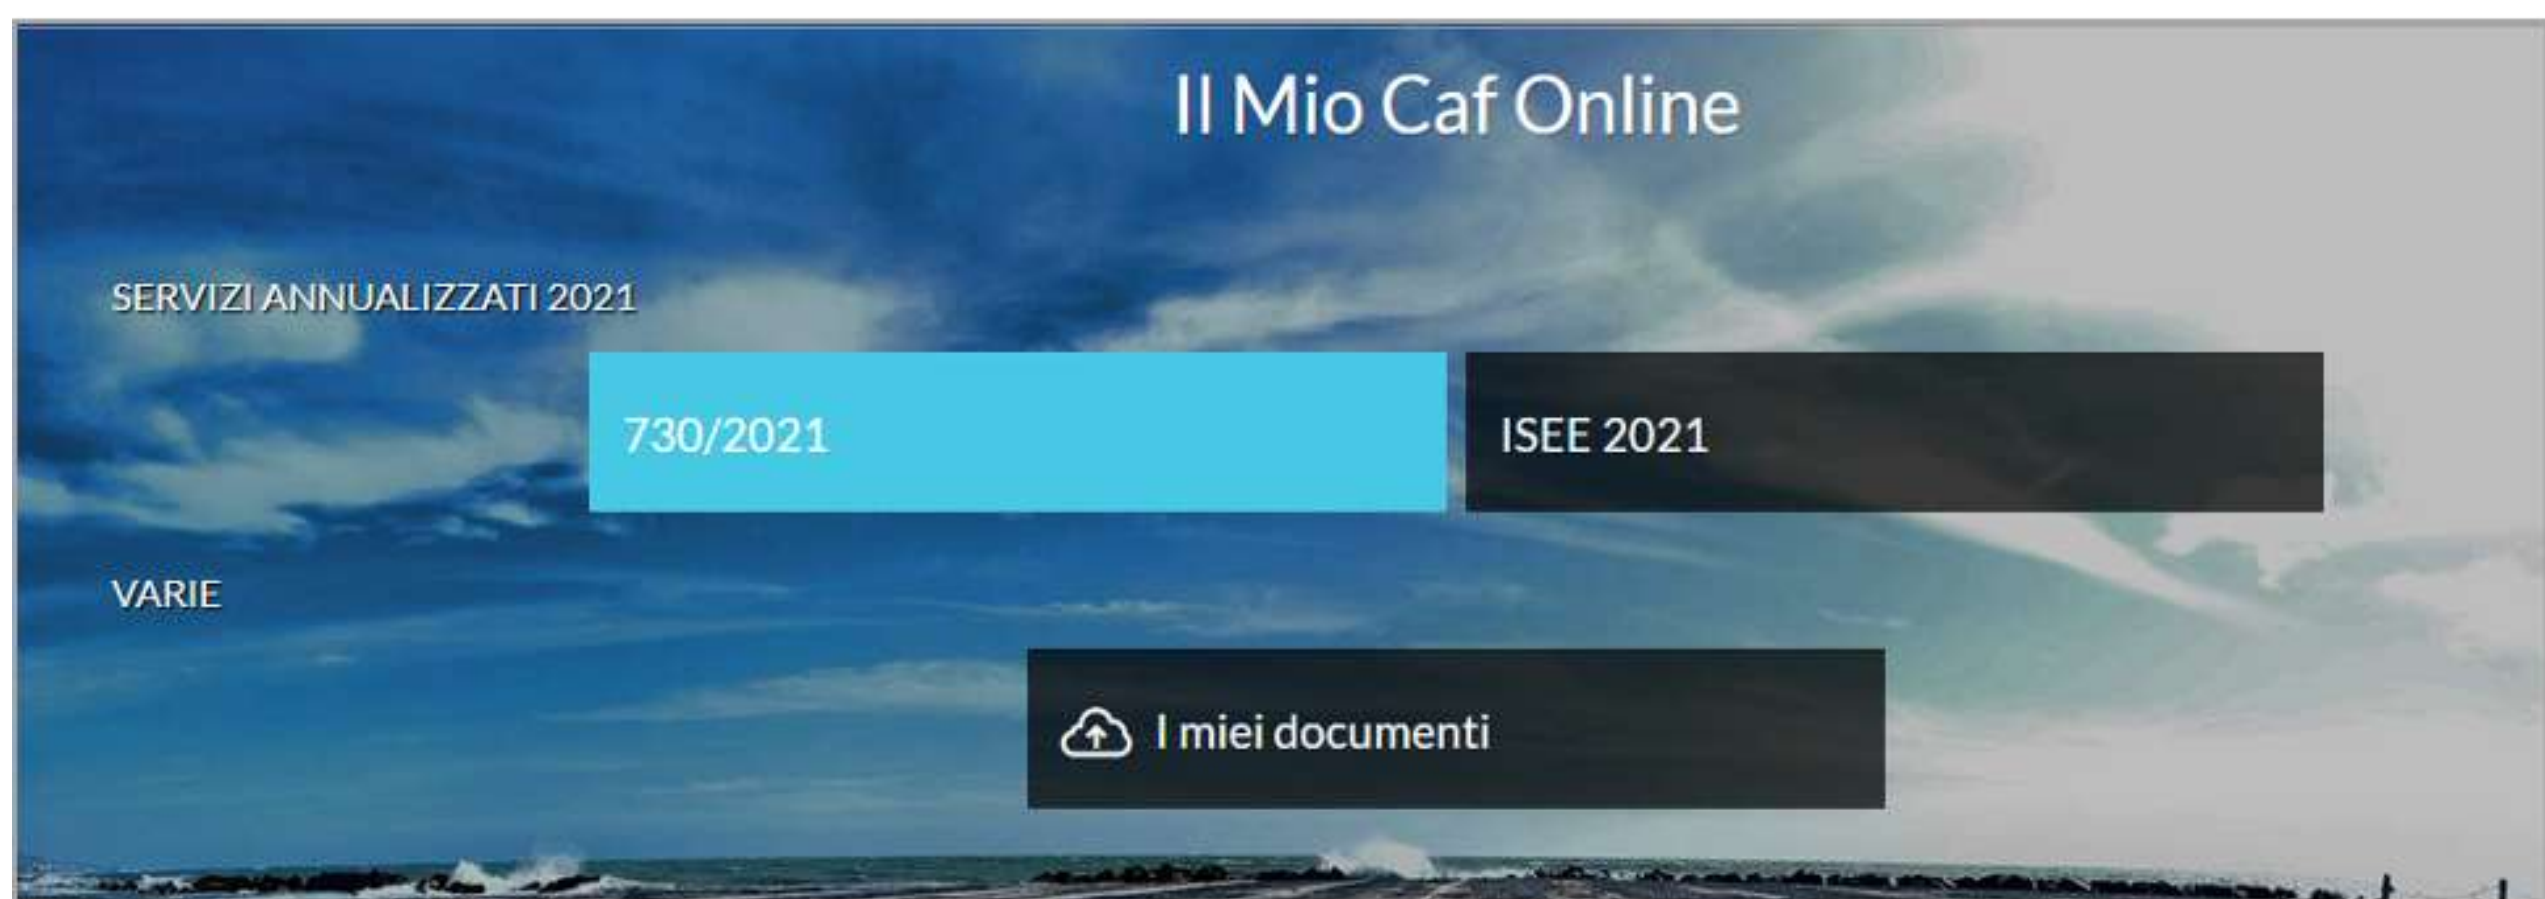 Il Mio Caf Online
SERVIZI ANNUALIZZATI 2021
730/2021
ISEE 2021
VARIE
I miei documenti